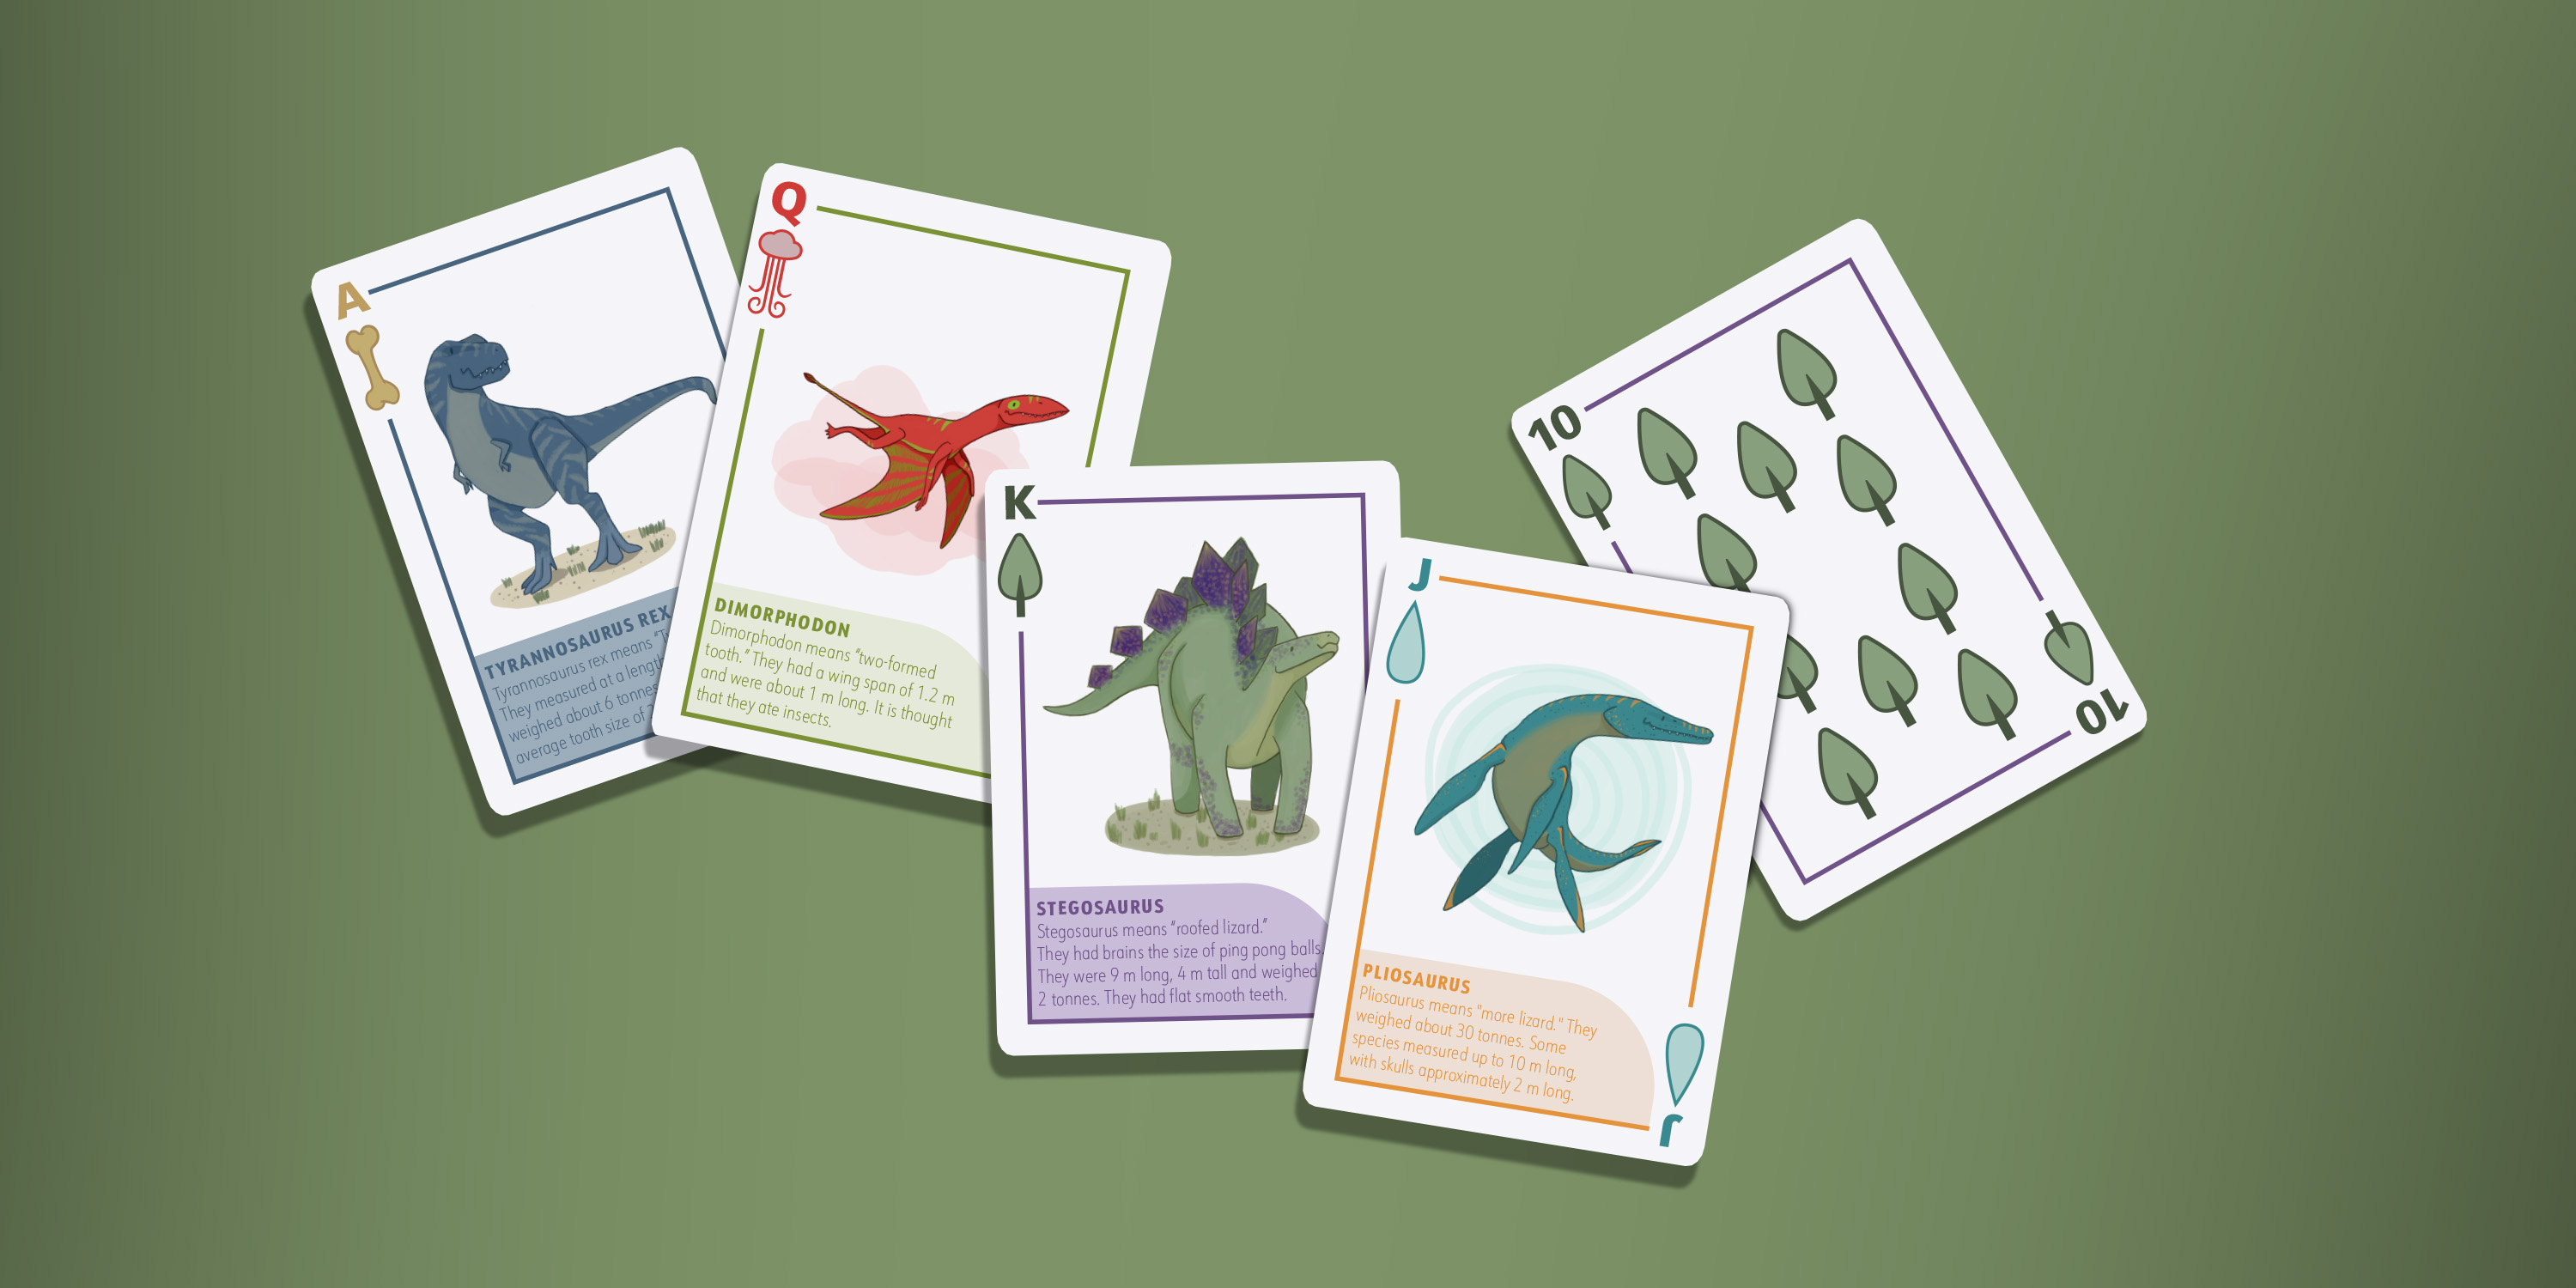 A
TYRANNOSAURUS REX
Tyrannosaurus rex means
They measured at a length
weighed about 6 tonnes
average tooth size of
Q
DIMORPHODON
Dimorphodon means “two-formed
tooth.” They had a wing span of 1.2 m
and were about 1 m long. It is thought
that they ate insects.
K
STEGOSAURUS
Stegosaurus means “roofed lizard.”
They had brains the size of ping pong balls.
They were 9 m long, 4 m tall and weighed
2 tonnes. They had flat smooth teeth.
J
PLIOSAURUS
Pliosaurus means "more lizard." They
weighed about 30 tonnes. Some
species measured up to 10 m long,
with skulls approximately 2 m long.
J
10
10